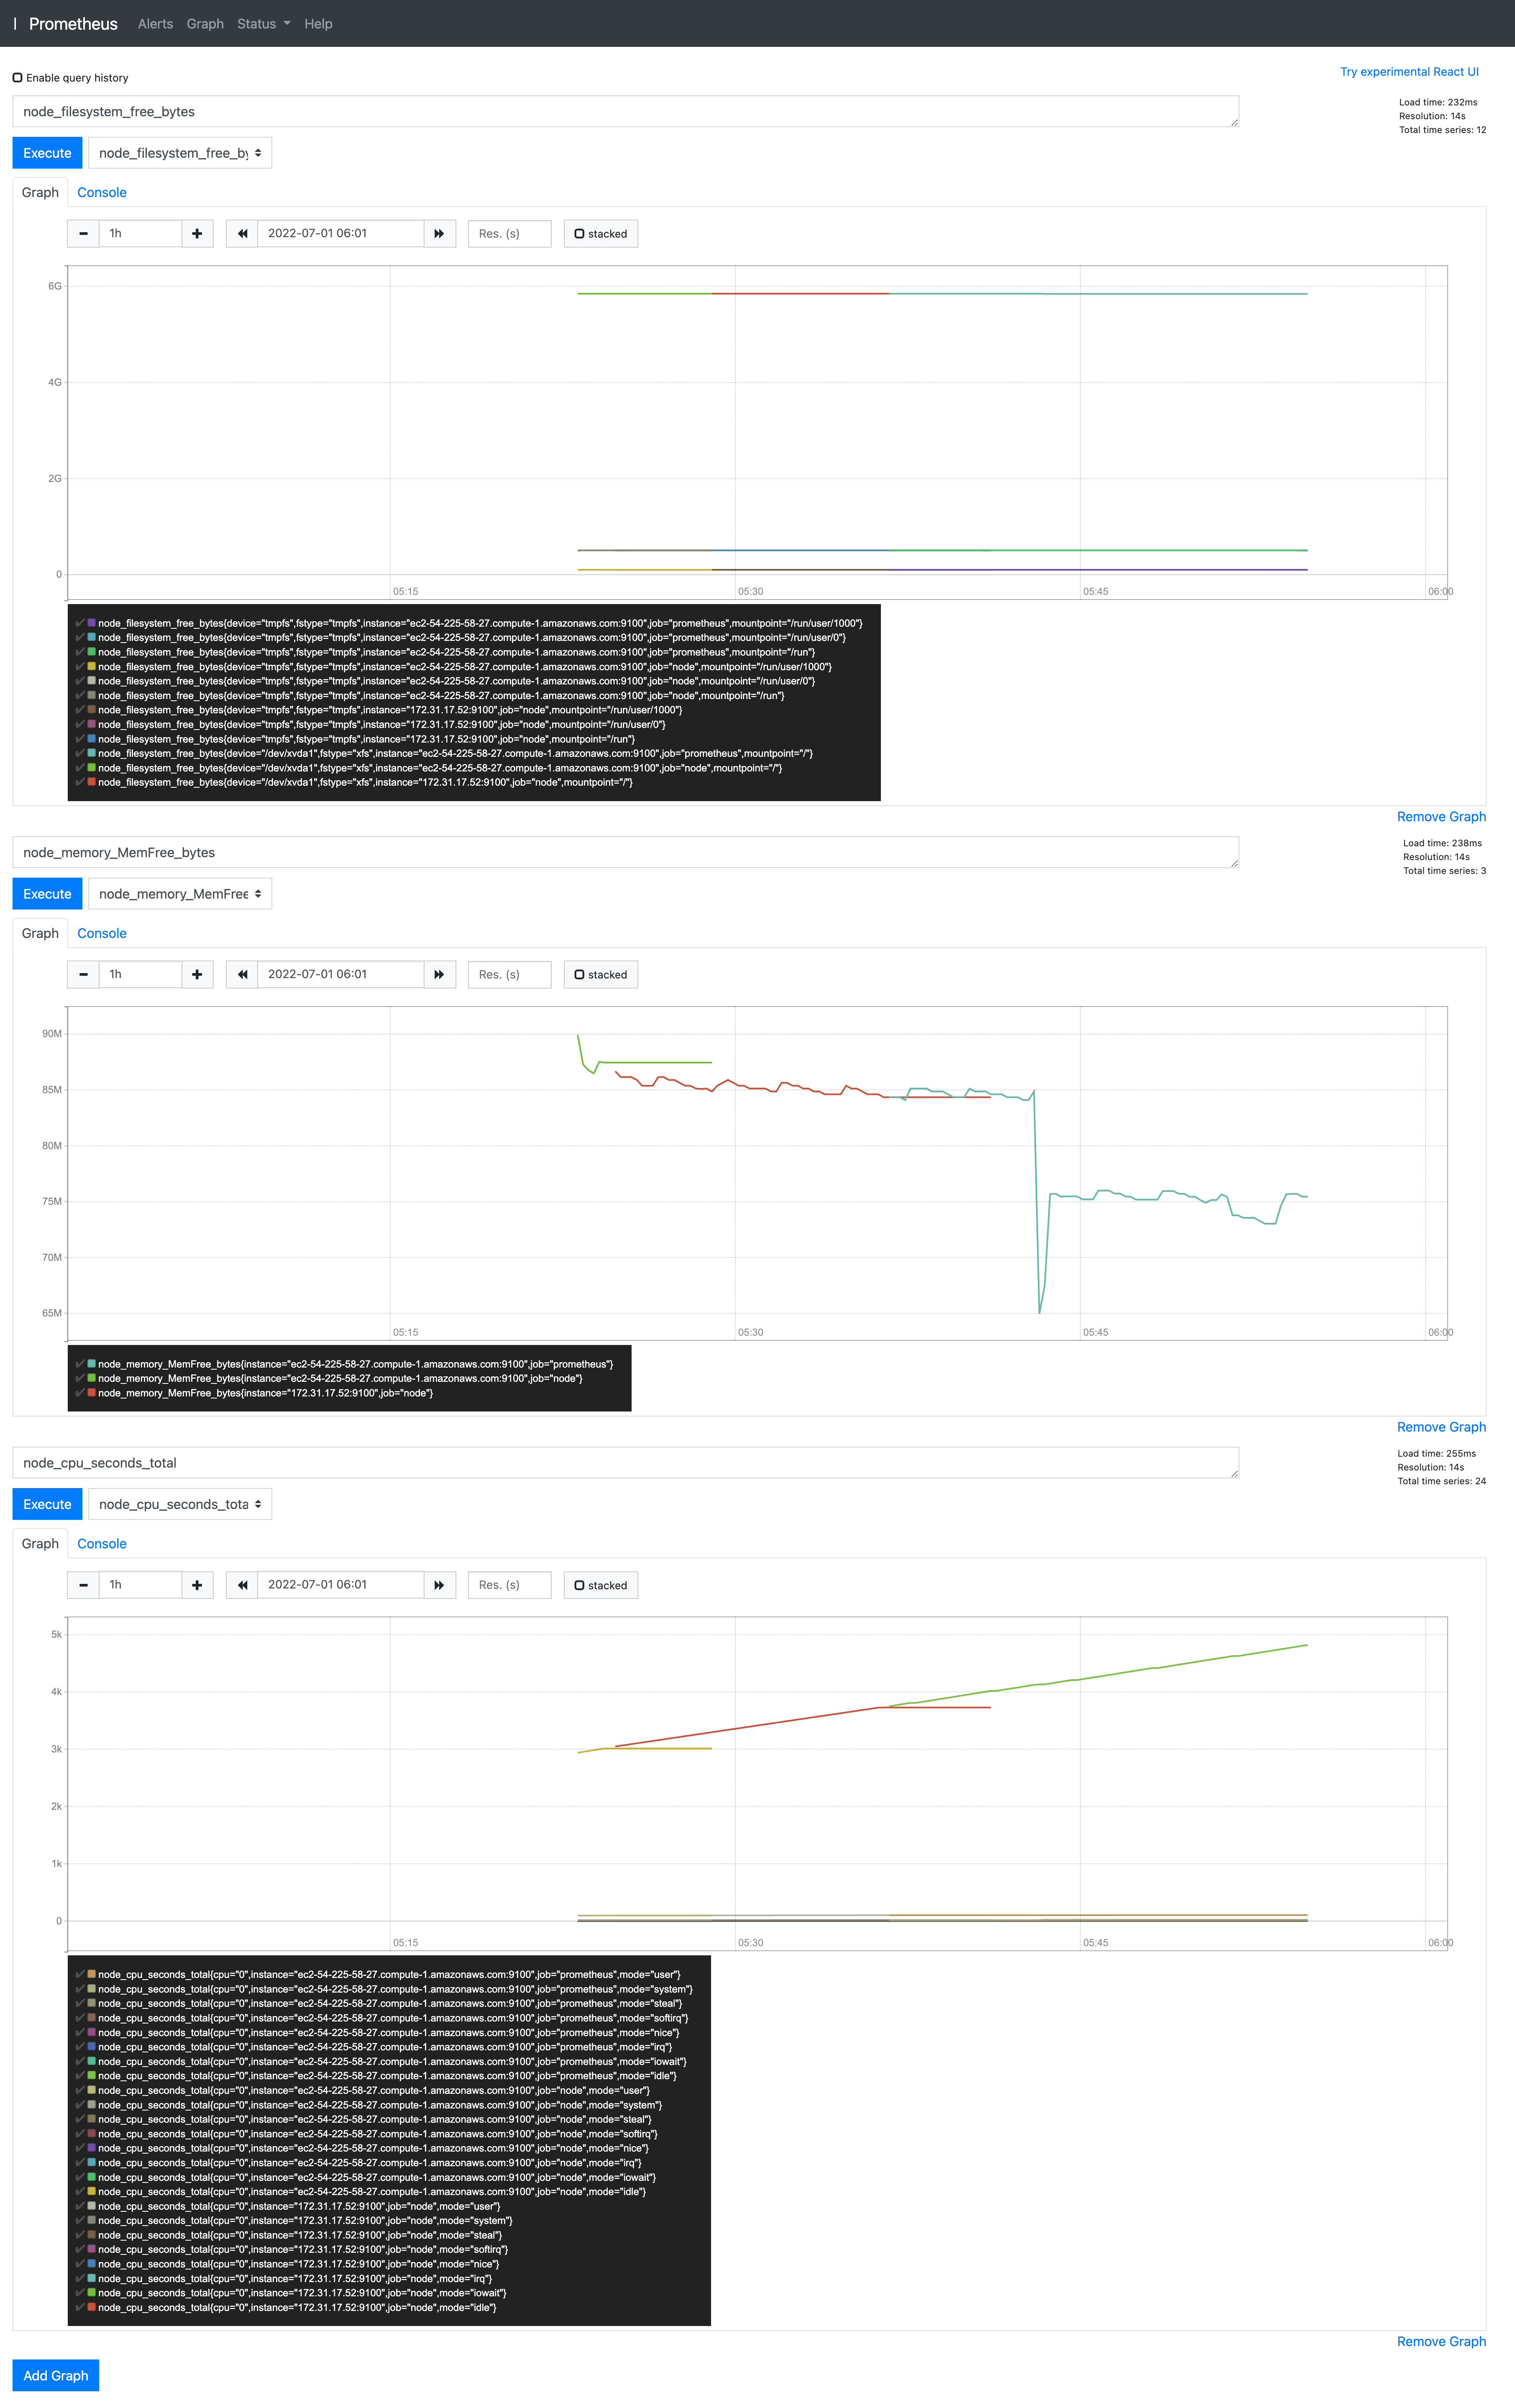 Prometheus Alerts Graph Status Help
Enable query history
Try experimental React UI
node_filesystem_free_bytes
Load time: 232ms
Resolution: 14s
Total time series: 12
Execute node_filesystem_free_by
Graph Console
1h 2022-07-01 06:01 Res. (s) stacked
6G
4G
2G
0
05:15 05:30 05:45 06:00
node_filesystem_free_bytes{device="tmpfs",fstype="tmpfs",instance="ec2-54-225-58-27.compute-1.amazonaws.com:9100",job="prometheus",mountpoint="/run/user/1000"}
node_filesystem_free_bytes{device="tmpfs",fstype="tmpfs",instance="ec2-54-225-58-27.compute-1.amazonaws.com:9100",job="prometheus",mountpoint="/run/user/0"}
node_filesystem_free_bytes{device="tmpfs",fstype="tmpfs",instance="ec2-54-225-58-27.compute-1.amazonaws.com:9100",job="prometheus",mountpoint="/run"}
node_filesystem_free_bytes{device="tmpfs",fstype="tmpfs",instance="ec2-54-225-58-27.compute-1.amazonaws.com:9100",job="node",mountpoint="/run/user/1000"}
node_filesystem_free_bytes{device="tmpfs",fstype="tmpfs",instance="ec2-54-225-58-27.compute-1.amazonaws.com:9100",job="node",mountpoint="/run/user/0"}
node_filesystem_free_bytes{device="tmpfs",fstype="tmpfs",instance="ec2-54-225-58-27.compute-1.amazonaws.com:9100",job="node",mountpoint="/run"}
node_filesystem_free_bytes{device="tmpfs",fstype="tmpfs",instance="172.31.17.52:9100",job="node",mountpoint="/run/user/1000"}
node_filesystem_free_bytes{device="tmpfs",fstype="tmpfs",instance="172.31.17.52:9100",job="node",mountpoint="/run/user/0"}
node_filesystem_free_bytes{device="tmpfs",fstype="tmpfs",instance="172.31.17.52:9100",job="node",mountpoint="/run"}
node_filesystem_free_bytes{device="/dev/xvda1",fstype="xfs",instance="ec2-54-225-58-27.compute-1.amazonaws.com:9100",job="prometheus",mountpoint="/"}
node_filesystem_free_bytes{device="/dev/xvda1",fstype="xfs",instance="ec2-54-225-58-27.compute-1.amazonaws.com:9100",job="node",mountpoint="/"}
node_filesystem_free_bytes{device="/dev/xvda1",fstype="xfs",instance="172.31.17.52:9100",job="node",mountpoint="/"}
Remove Graph
node_memory_MemFree_bytes
Load time: 238ms
Resolution: 14s
Total time series: 3
Execute node_memory_MemFree
Graph Console
1h 2022-07-01 06:01 Res. (s) stacked
90M
85M
80M
75M
70M
65M
05:15 05:30 05:45 06:00
node_memory_MemFree_bytes{instance="ec2-54-225-58-27.compute-1.amazonaws.com:9100",job="prometheus"}
node_memory_MemFree_bytes{instance="ec2-54-225-58-27.compute-1.amazonaws.com:9100",job="node"}
node_memory_MemFree_bytes{instance="172.31.17.52:9100",job="node"}
Remove Graph
node_cpu_seconds_total
Load time: 255ms
Resolution: 14s
Total time series: 24
Execute node_cpu_seconds_tota
Graph Console
1h 2022-07-01 06:01 Res. (s) stacked
5k
4k
3k
2k
1k
0
05:15 05:30 05:45 06:00
node_cpu_seconds_total{cpu="0",instance="ec2-54-225-58-27.compute-1.amazonaws.com:9100",job="prometheus",mode="user"}
node_cpu_seconds_total{cpu="0",instance="ec2-54-225-58-27.compute-1.amazonaws.com:9100",job="prometheus",mode="system"}
node_cpu_seconds_total{cpu="0",instance="ec2-54-225-58-27.compute-1.amazonaws.com:9100",job="prometheus",mode="steal"}
node_cpu_seconds_total{cpu="0",instance="ec2-54-225-58-27.compute-1.amazonaws.com:9100",job="prometheus",mode="softirq"}
node_cpu_seconds_total{cpu="0",instance="ec2-54-225-58-27.compute-1.amazonaws.com:9100",job="prometheus",mode="nice"}
node_cpu_seconds_total{cpu="0",instance="ec2-54-225-58-27.compute-1.amazonaws.com:9100",job="prometheus",mode="irq"}
node_cpu_seconds_total{cpu="0",instance="ec2-54-225-58-27.compute-1.amazonaws.com:9100",job="prometheus",mode="iowait"}
node_cpu_seconds_total{cpu="0",instance="ec2-54-225-58-27.compute-1.amazonaws.com:9100",job="prometheus",mode="idle"}
node_cpu_seconds_total{cpu="0",instance="ec2-54-225-58-27.compute-1.amazonaws.com:9100",job="node",mode="user"}
node_cpu_seconds_total{cpu="0",instance="ec2-54-225-58-27.compute-1.amazonaws.com:9100",job="node",mode="system"}
node_cpu_seconds_total{cpu="0",instance="ec2-54-225-58-27.compute-1.amazonaws.com:9100",job="node",mode="steal"}
node_cpu_seconds_total{cpu="0",instance="ec2-54-225-58-27.compute-1.amazonaws.com:9100",job="node",mode="softirq"}
node_cpu_seconds_total{cpu="0",instance="ec2-54-225-58-27.compute-1.amazonaws.com:9100",job="node",mode="nice"}
node_cpu_seconds_total{cpu="0",instance="ec2-54-225-58-27.compute-1.amazonaws.com:9100",job="node",mode="irq"}
node_cpu_seconds_total{cpu="0",instance="ec2-54-225-58-27.compute-1.amazonaws.com:9100",job="node",mode="iowait"}
node_cpu_seconds_total{cpu="0",instance="ec2-54-225-58-27.compute-1.amazonaws.com:9100",job="node",mode="idle"}
node_cpu_seconds_total{cpu="0",instance="172.31.17.52:9100",job="node",mode="user"}
node_cpu_seconds_total{cpu="0",instance="172.31.17.52:9100",job="node",mode="system"}
node_cpu_seconds_total{cpu="0",instance="172.31.17.52:9100",job="node",mode="steal"}
node_cpu_seconds_total{cpu="0",instance="172.31.17.52:9100",job="node",mode="softirq"}
node_cpu_seconds_total{cpu="0",instance="172.31.17.52:9100",job="node",mode="nice"}
node_cpu_seconds_total{cpu="0",instance="172.31.17.52:9100",job="node",mode="irq"}
node_cpu_seconds_total{cpu="0",instance="172.31.17.52:9100",job="node",mode="iowait"}
node_cpu_seconds_total{cpu="0",instance="172.31.17.52:9100",job="node",mode="idle"}
Remove Graph
Add Graph